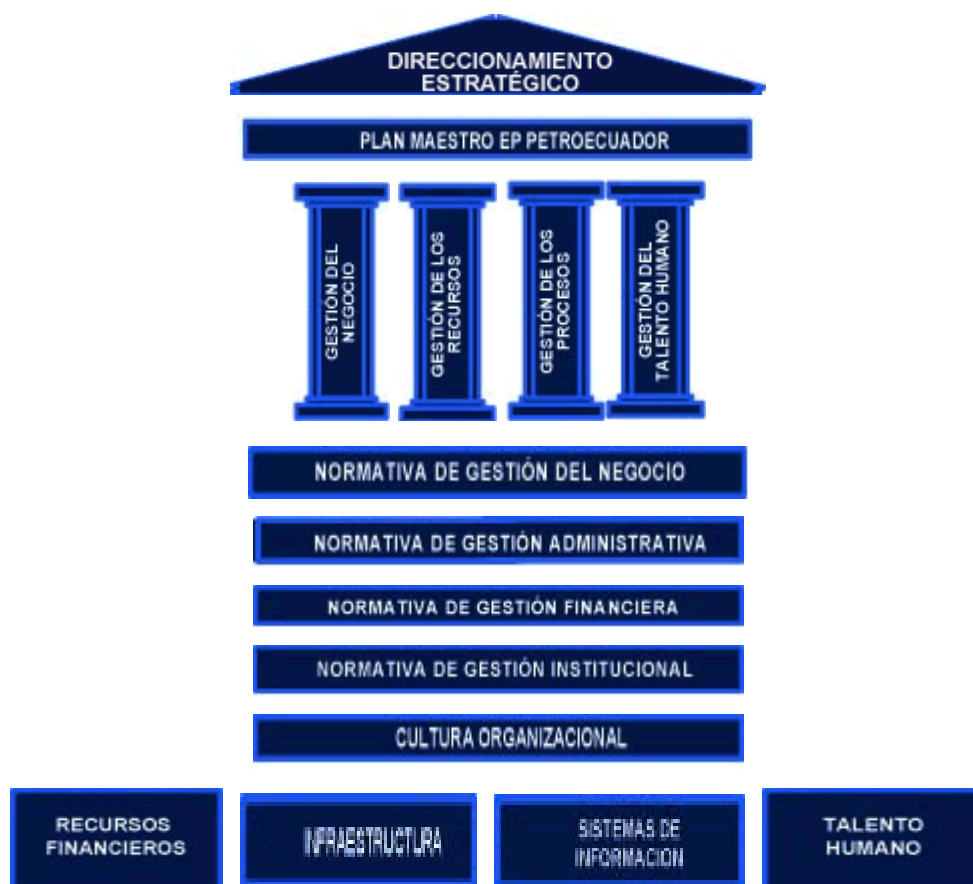 DIRECCIONAMIENTO
ESTRATÉGICO
PLAN MAESTRO EP PETROECUADOR
GESTIÓN DEL
NEGOCIO
GESTIÓN DE LOS
RECURSOS
GESTIÓN DE LOS
PROCESOS
GESTIÓN DEL
TALENTO HUMANO
NORMATIVA DE GESTIÓN DEL NEGOCIO
NORMATIVA DE GESTIÓN ADMINISTRATIVA
NORMATIVA DE GESTIÓN FINANCIERA
NORMATIVA DE GESTIÓN INSTITUCIONAL
CULTURA ORGANIZACIONAL
RECURSOS
FINANCIEROS
INFRAESTRUCTURA
SISTEMAS DE
INFORMACION
TALENTO
HUMANO